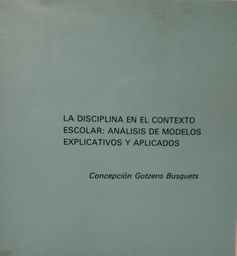 LA DISCIPLINA EN EL CONTEXTO
ESCOLAR: ANÁLISIS DE MODELOS
EXPLICATIVOS Y APLICADOS
Concepción Gotzens Busquets